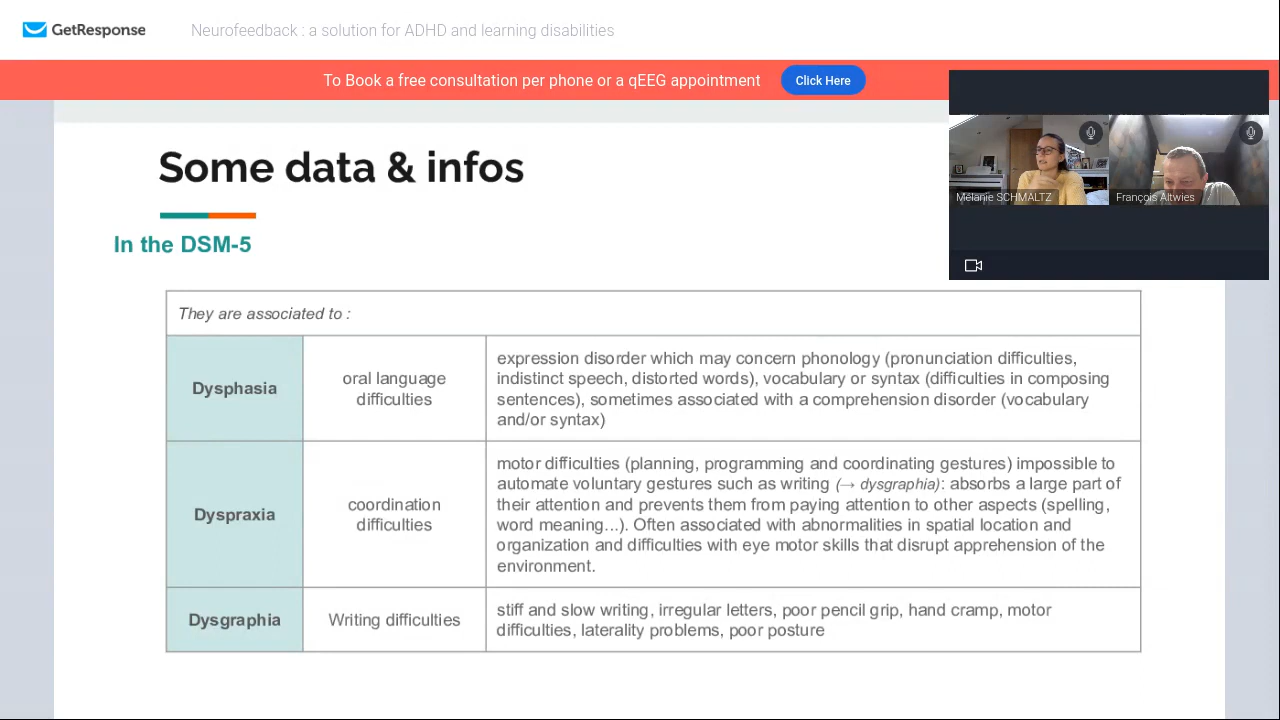 GetResponse
Neurofeedback : a solution for ADHD and learning disabilities
To Book a free consultation per phone or a qEEG appointment
Click Here
Mélanie SCHMALTZ
François Altwies
Some data & infos
In the DSM-5
They are associated to :
Dysphasia
oral language
difficulties
expression disorder which may concern phonology (pronunciation difficulties,
indistinct speech, distorted words), vocabulary or syntax (difficulties in composing
sentences), sometimes associated with a comprehension disorder (vocabulary
and/or syntax)
Dyspraxia
coordination
difficulties
motor difficulties (planning, programming and coordinating gestures) impossible to
automate voluntary gestures such as writing (→ dysgraphia): absorbs a large part of
their attention and prevents them from paying attention to other aspects (spelling,
word meaning...). Often associated with abnormalities in spatial location and
organization and difficulties with eye motor skills that disrupt apprehension of the
environment.
Dysgraphia
Writing difficulties
stiff and slow writing, irregular letters, poor pencil grip, hand cramp, motor
difficulties, laterality problems, poor posture